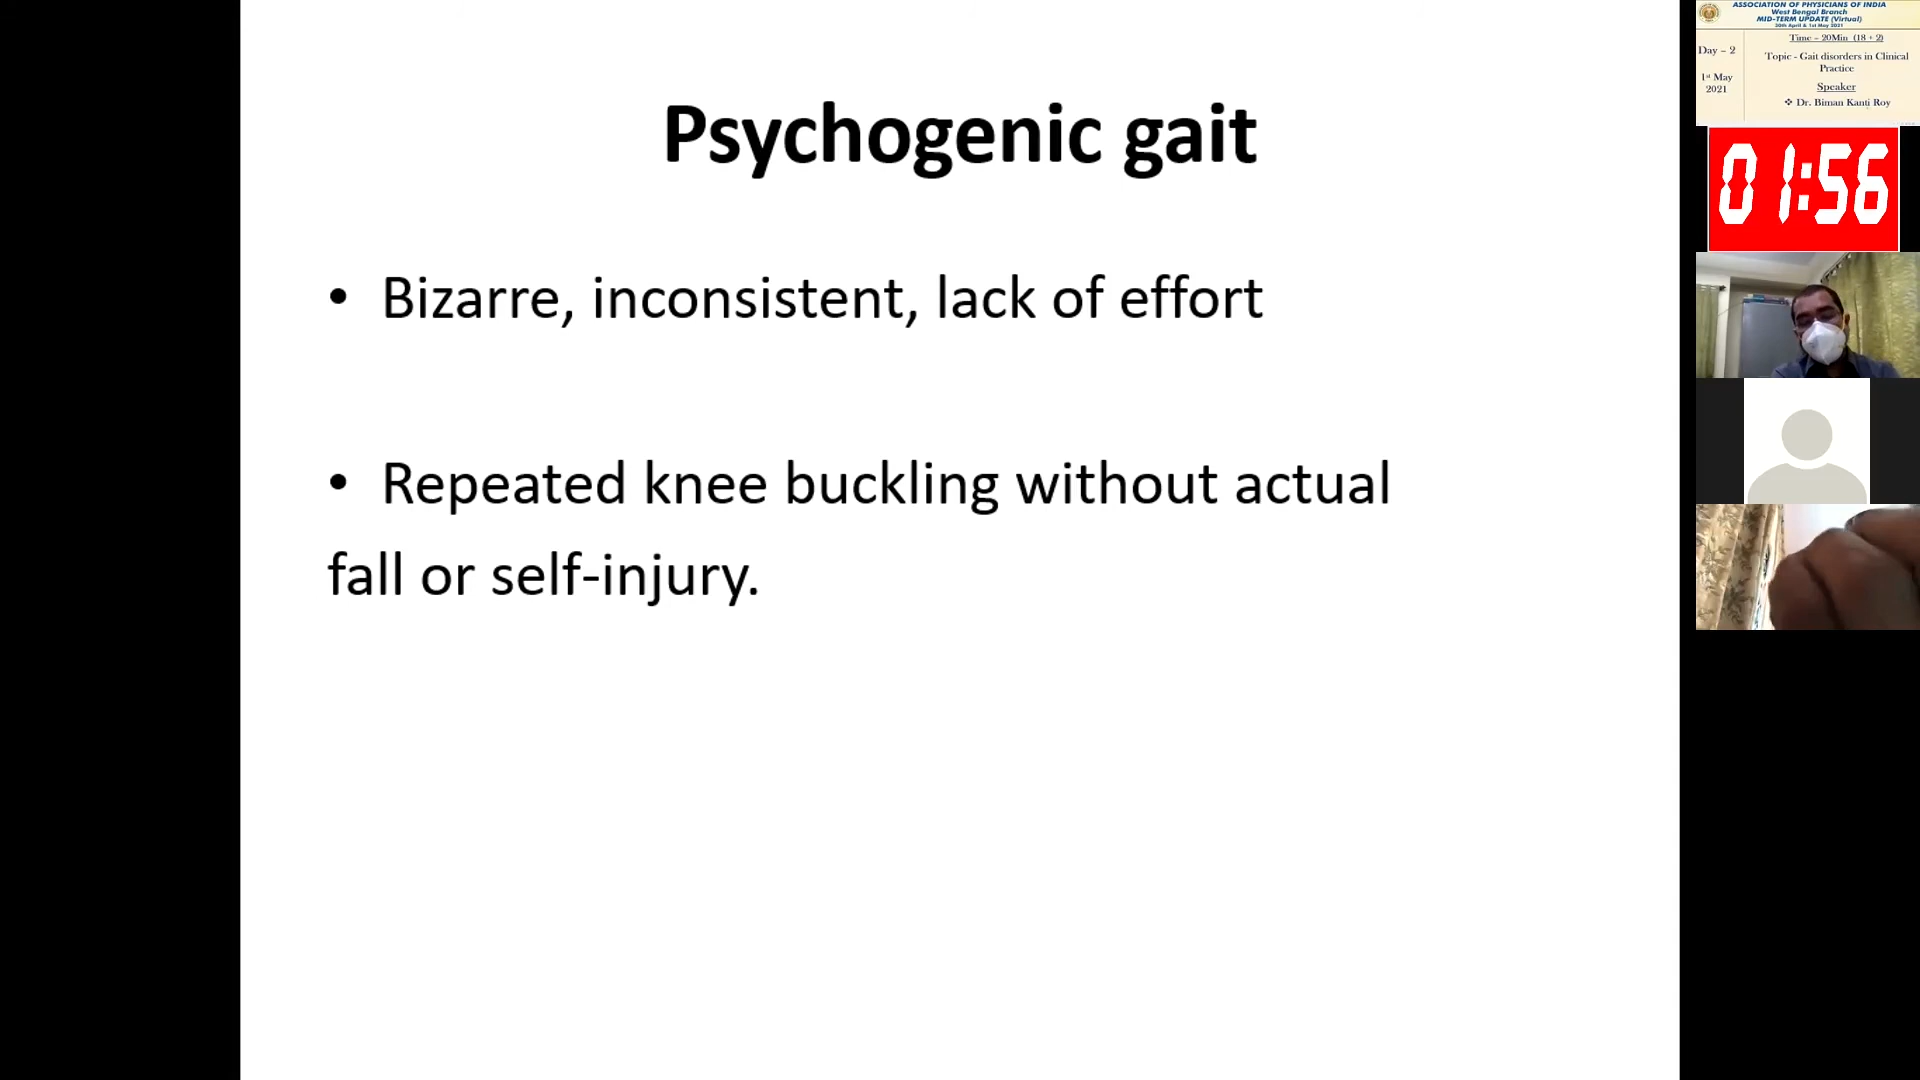 Psychogenic gait
• Bizarre, inconsistent, lack of effort
• Repeated knee buckling without actual
fall or self-injury.
ASSOCIATION OF PHYSICIANS OF INDIA
West Bengal Branch
MID-TERM UPDATE (Virtual)
30th April & 1st May 2021
Time – 20Min (18 + 2)
Day – 2
Topic - Gait disorders in Clinical
Practice
1st May
2021
Speaker
❖ Dr. Biman Kanti Roy
01:56